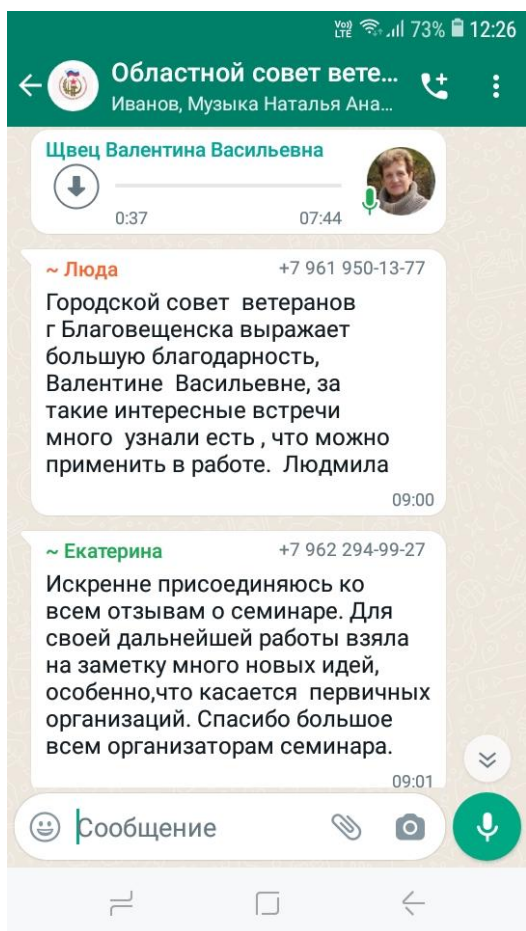 Vo)) LTE 73% 12:26
Областной совет вете...
Иванов, Музыка Наталья Ана...
Щвец Валентина Васильевна
0:37 07:44
~ Люда +7 961 950-13-77
Городской совет ветеранов
г Благовещенска выражает
большую благодарность,
Валентине Васильевне, за
такие интересные встречи
много узнали есть , что можно
применить в работе. Людмила
09:00
~ Екатерина +7 962 294-99-27
Искренне присоединяюсь ко
всем отзывам о семинаре. Для
своей дальнейшей работы взяла
на заметку много новых идей,
особенно,что касается первичных
организаций. Спасибо большое
всем организаторам семинара.
09:01
Сообщение